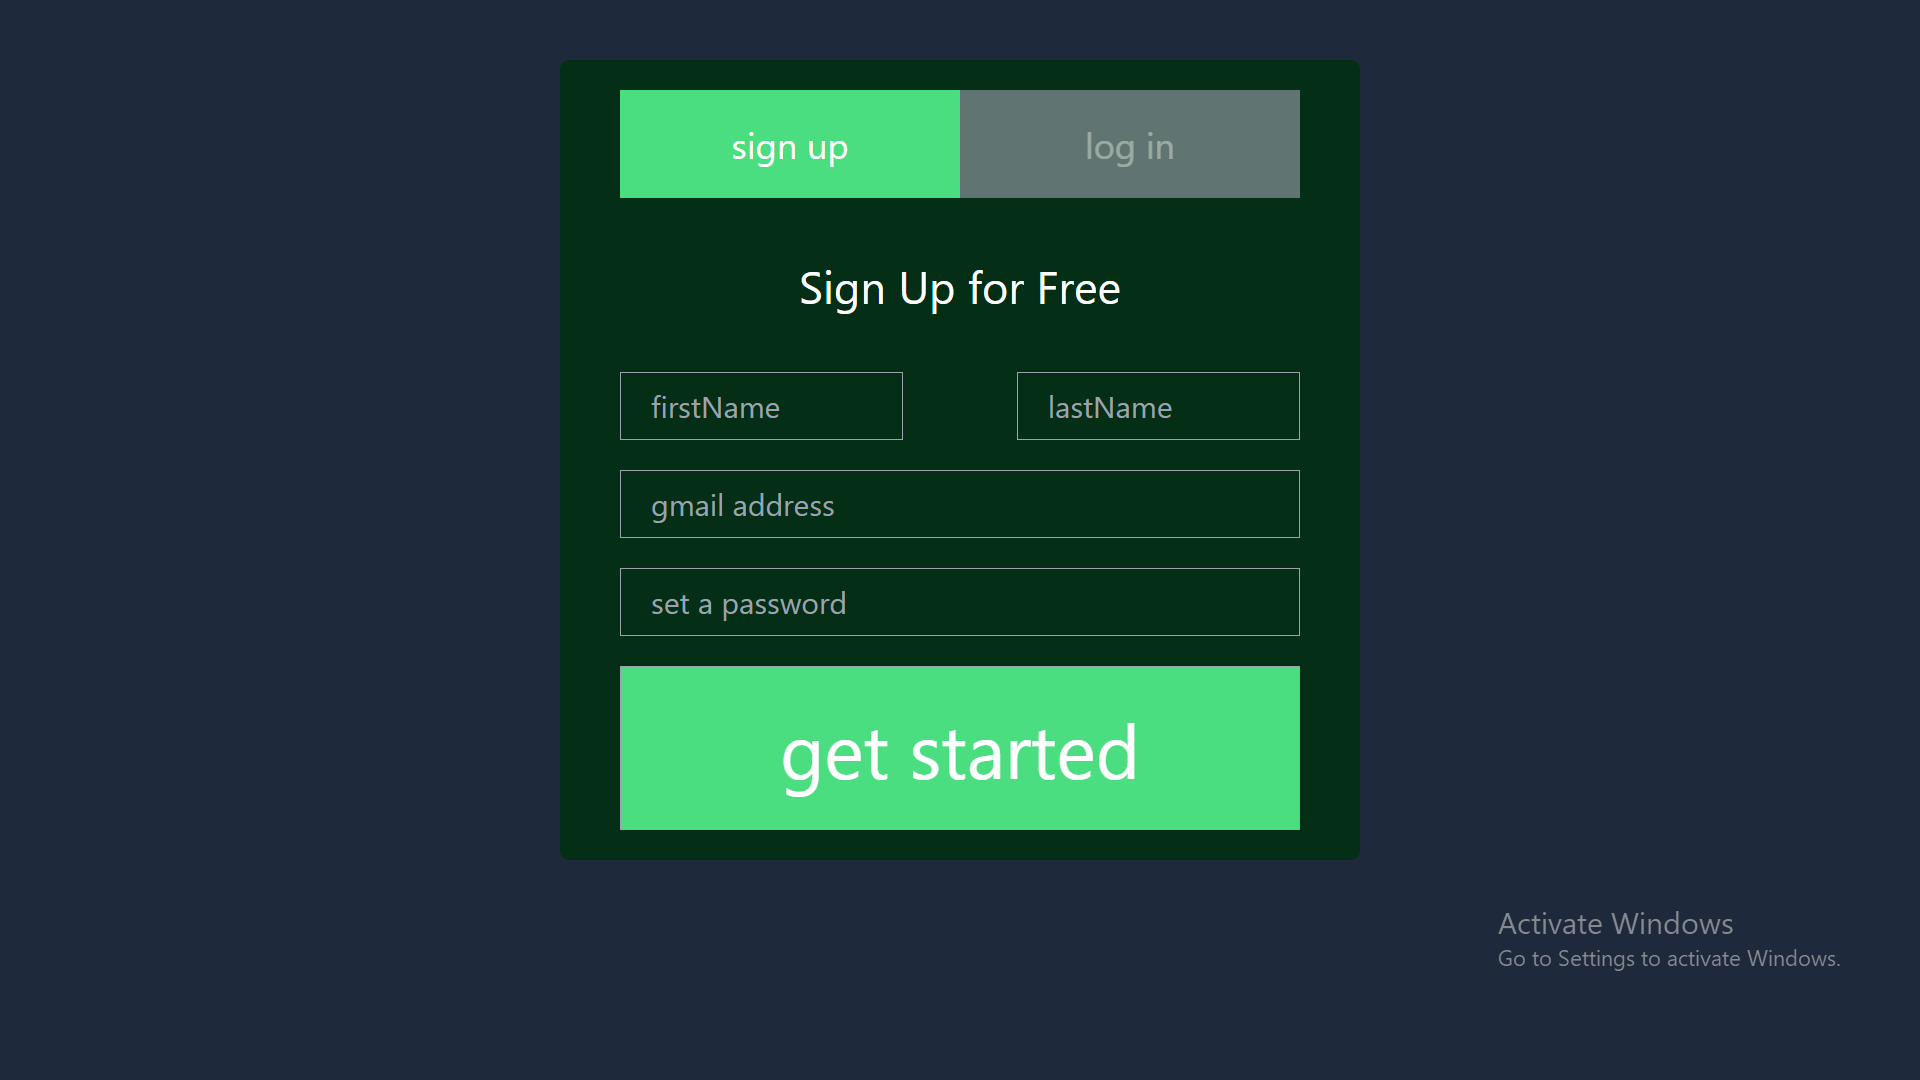 sign up
log in
Sign Up for Free
firstName
lastName
gmail address
set a password
get started
Activate Windows
Go to Settings to activate Windows.